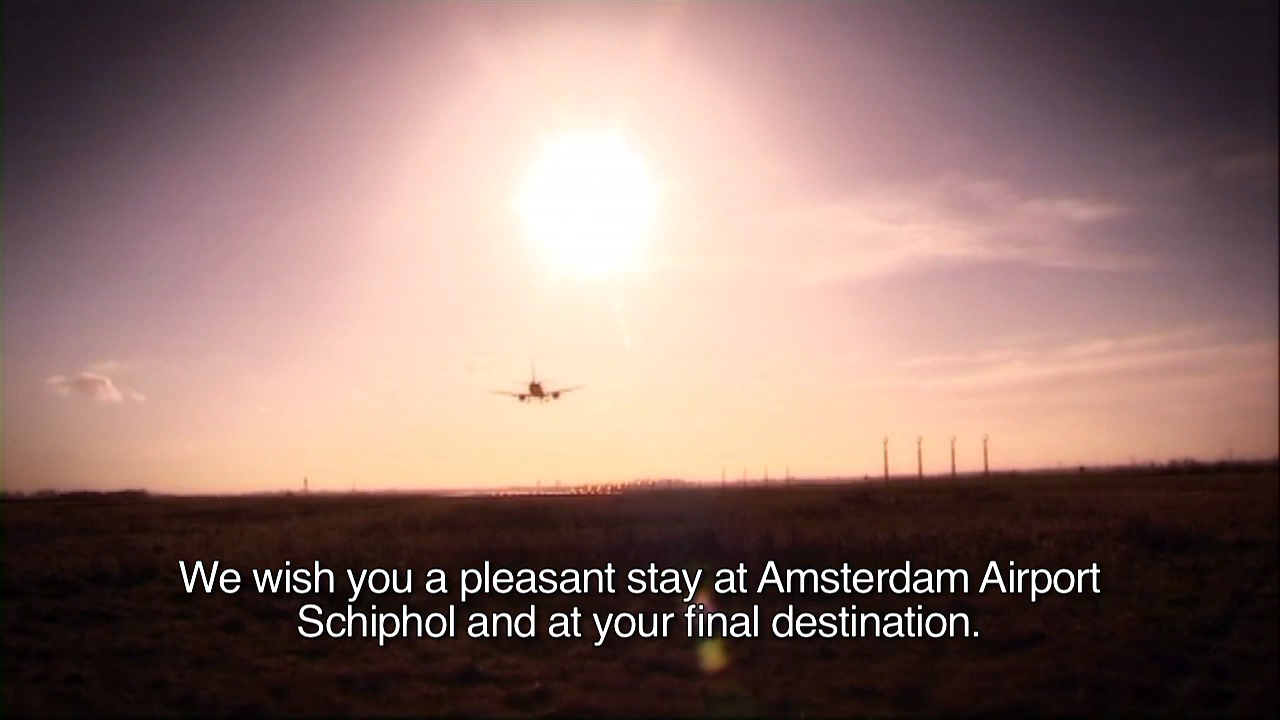 We wish you a pleasant stay at Amsterdam Airport
Schiphol and at your final destination.